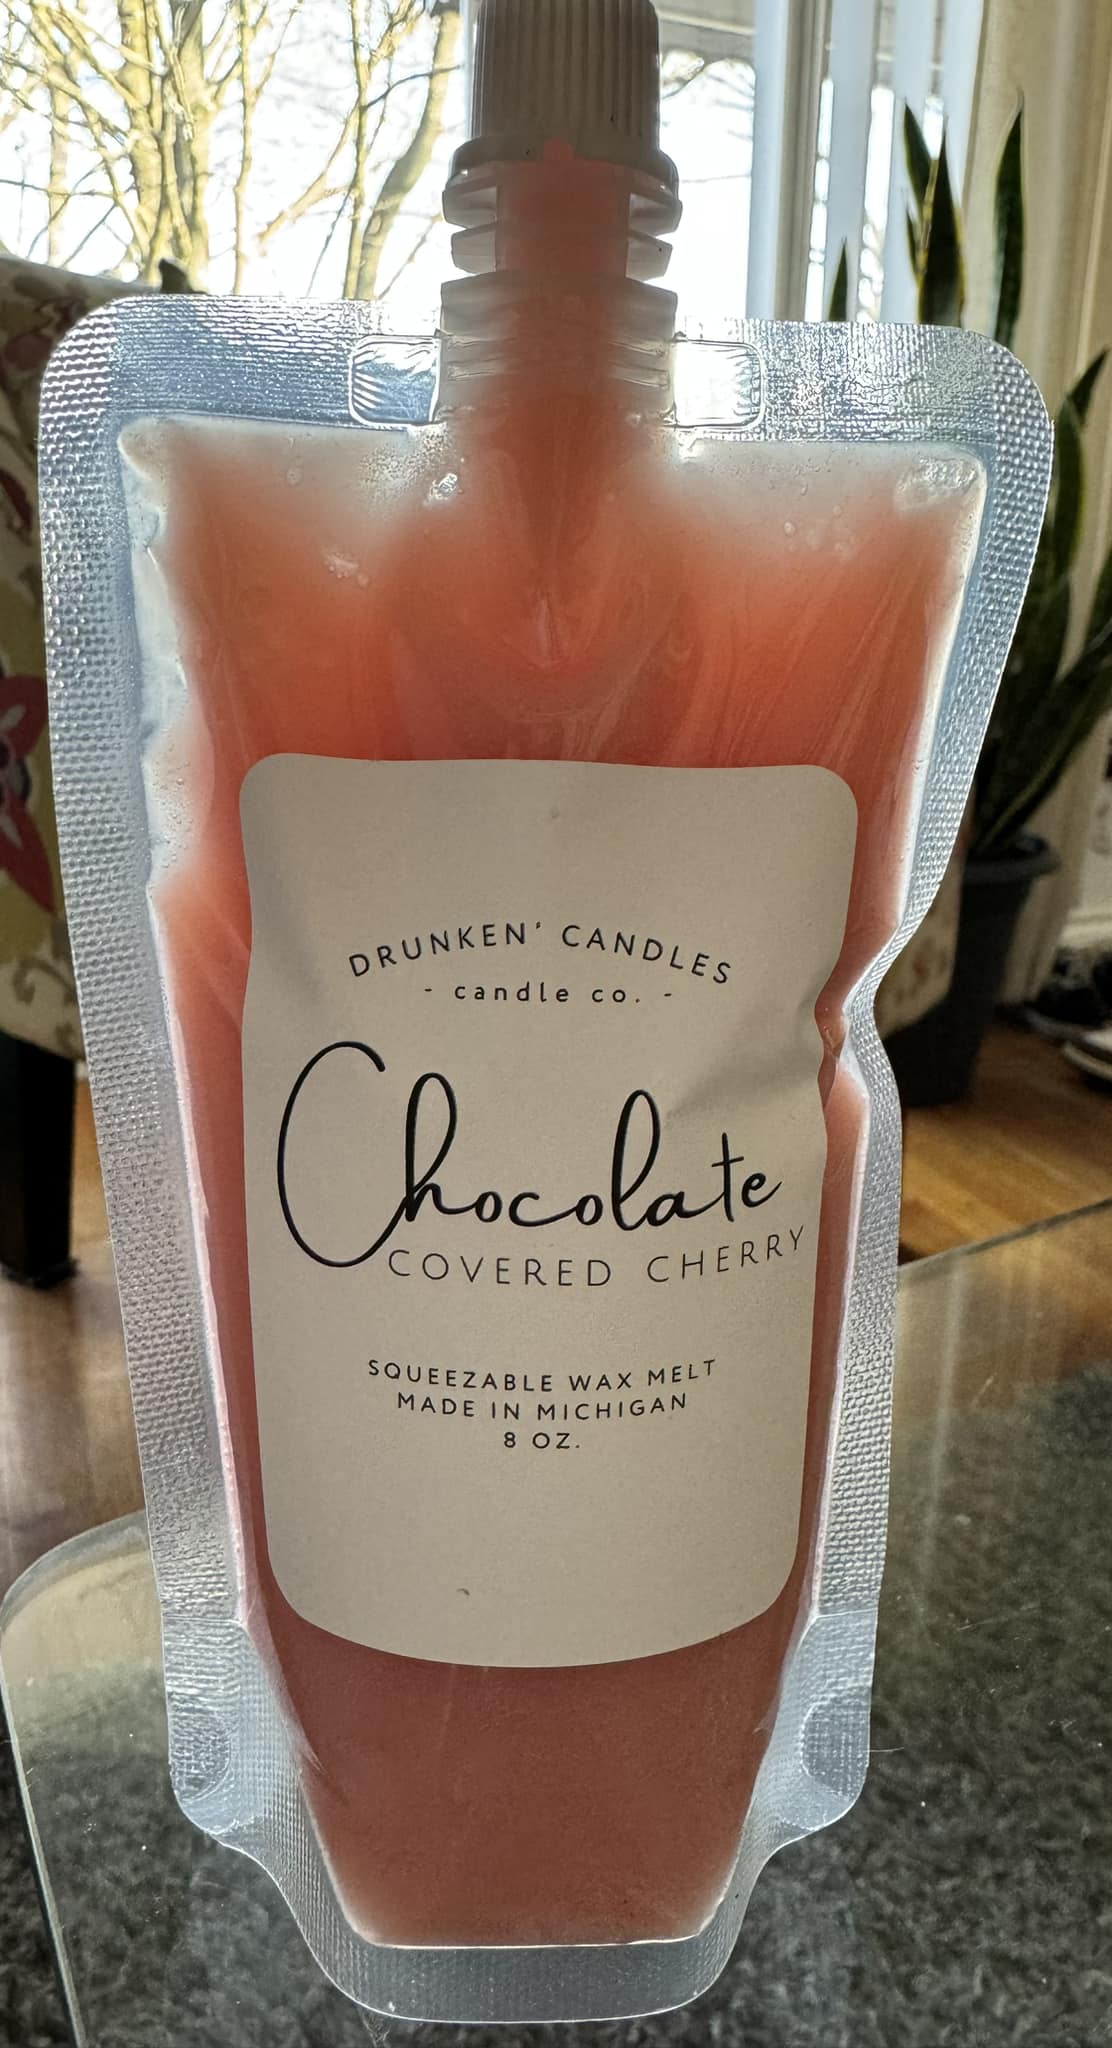 DRUNKEN' CANDLES
- candle co. -
Chocolate
COVERED CHERRY
SQUEEZABLE WAX MELT
MADE IN MICHIGAN
8 OZ.